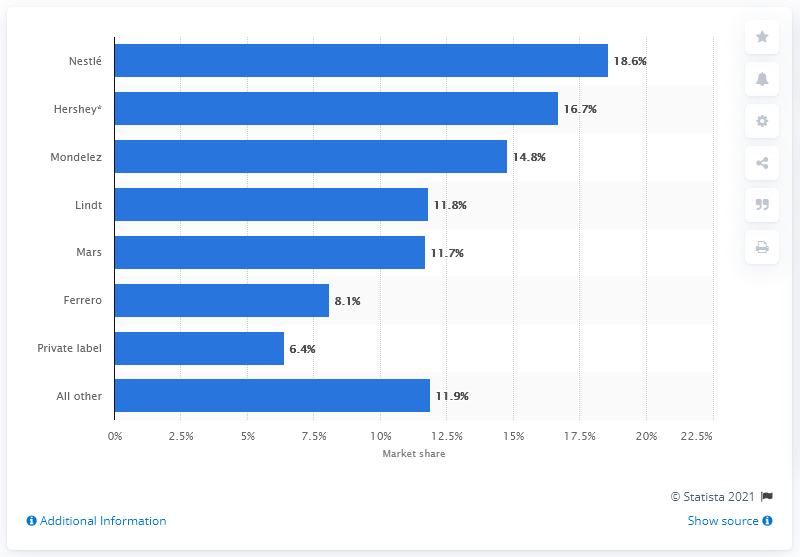 Nestlé 18.6%
Hershey* 16.7%
Mondelez 14.8%
Lindt 11.8%
Mars 11.7%
Ferrero 8.1%
Private label 6.4%
All other 11.9%
0% 2.5% 5% 7.5% 10% 12.5% 15% 17.5% 20% 22.5%
Market share
© Statista 2021
Additional Information Show source